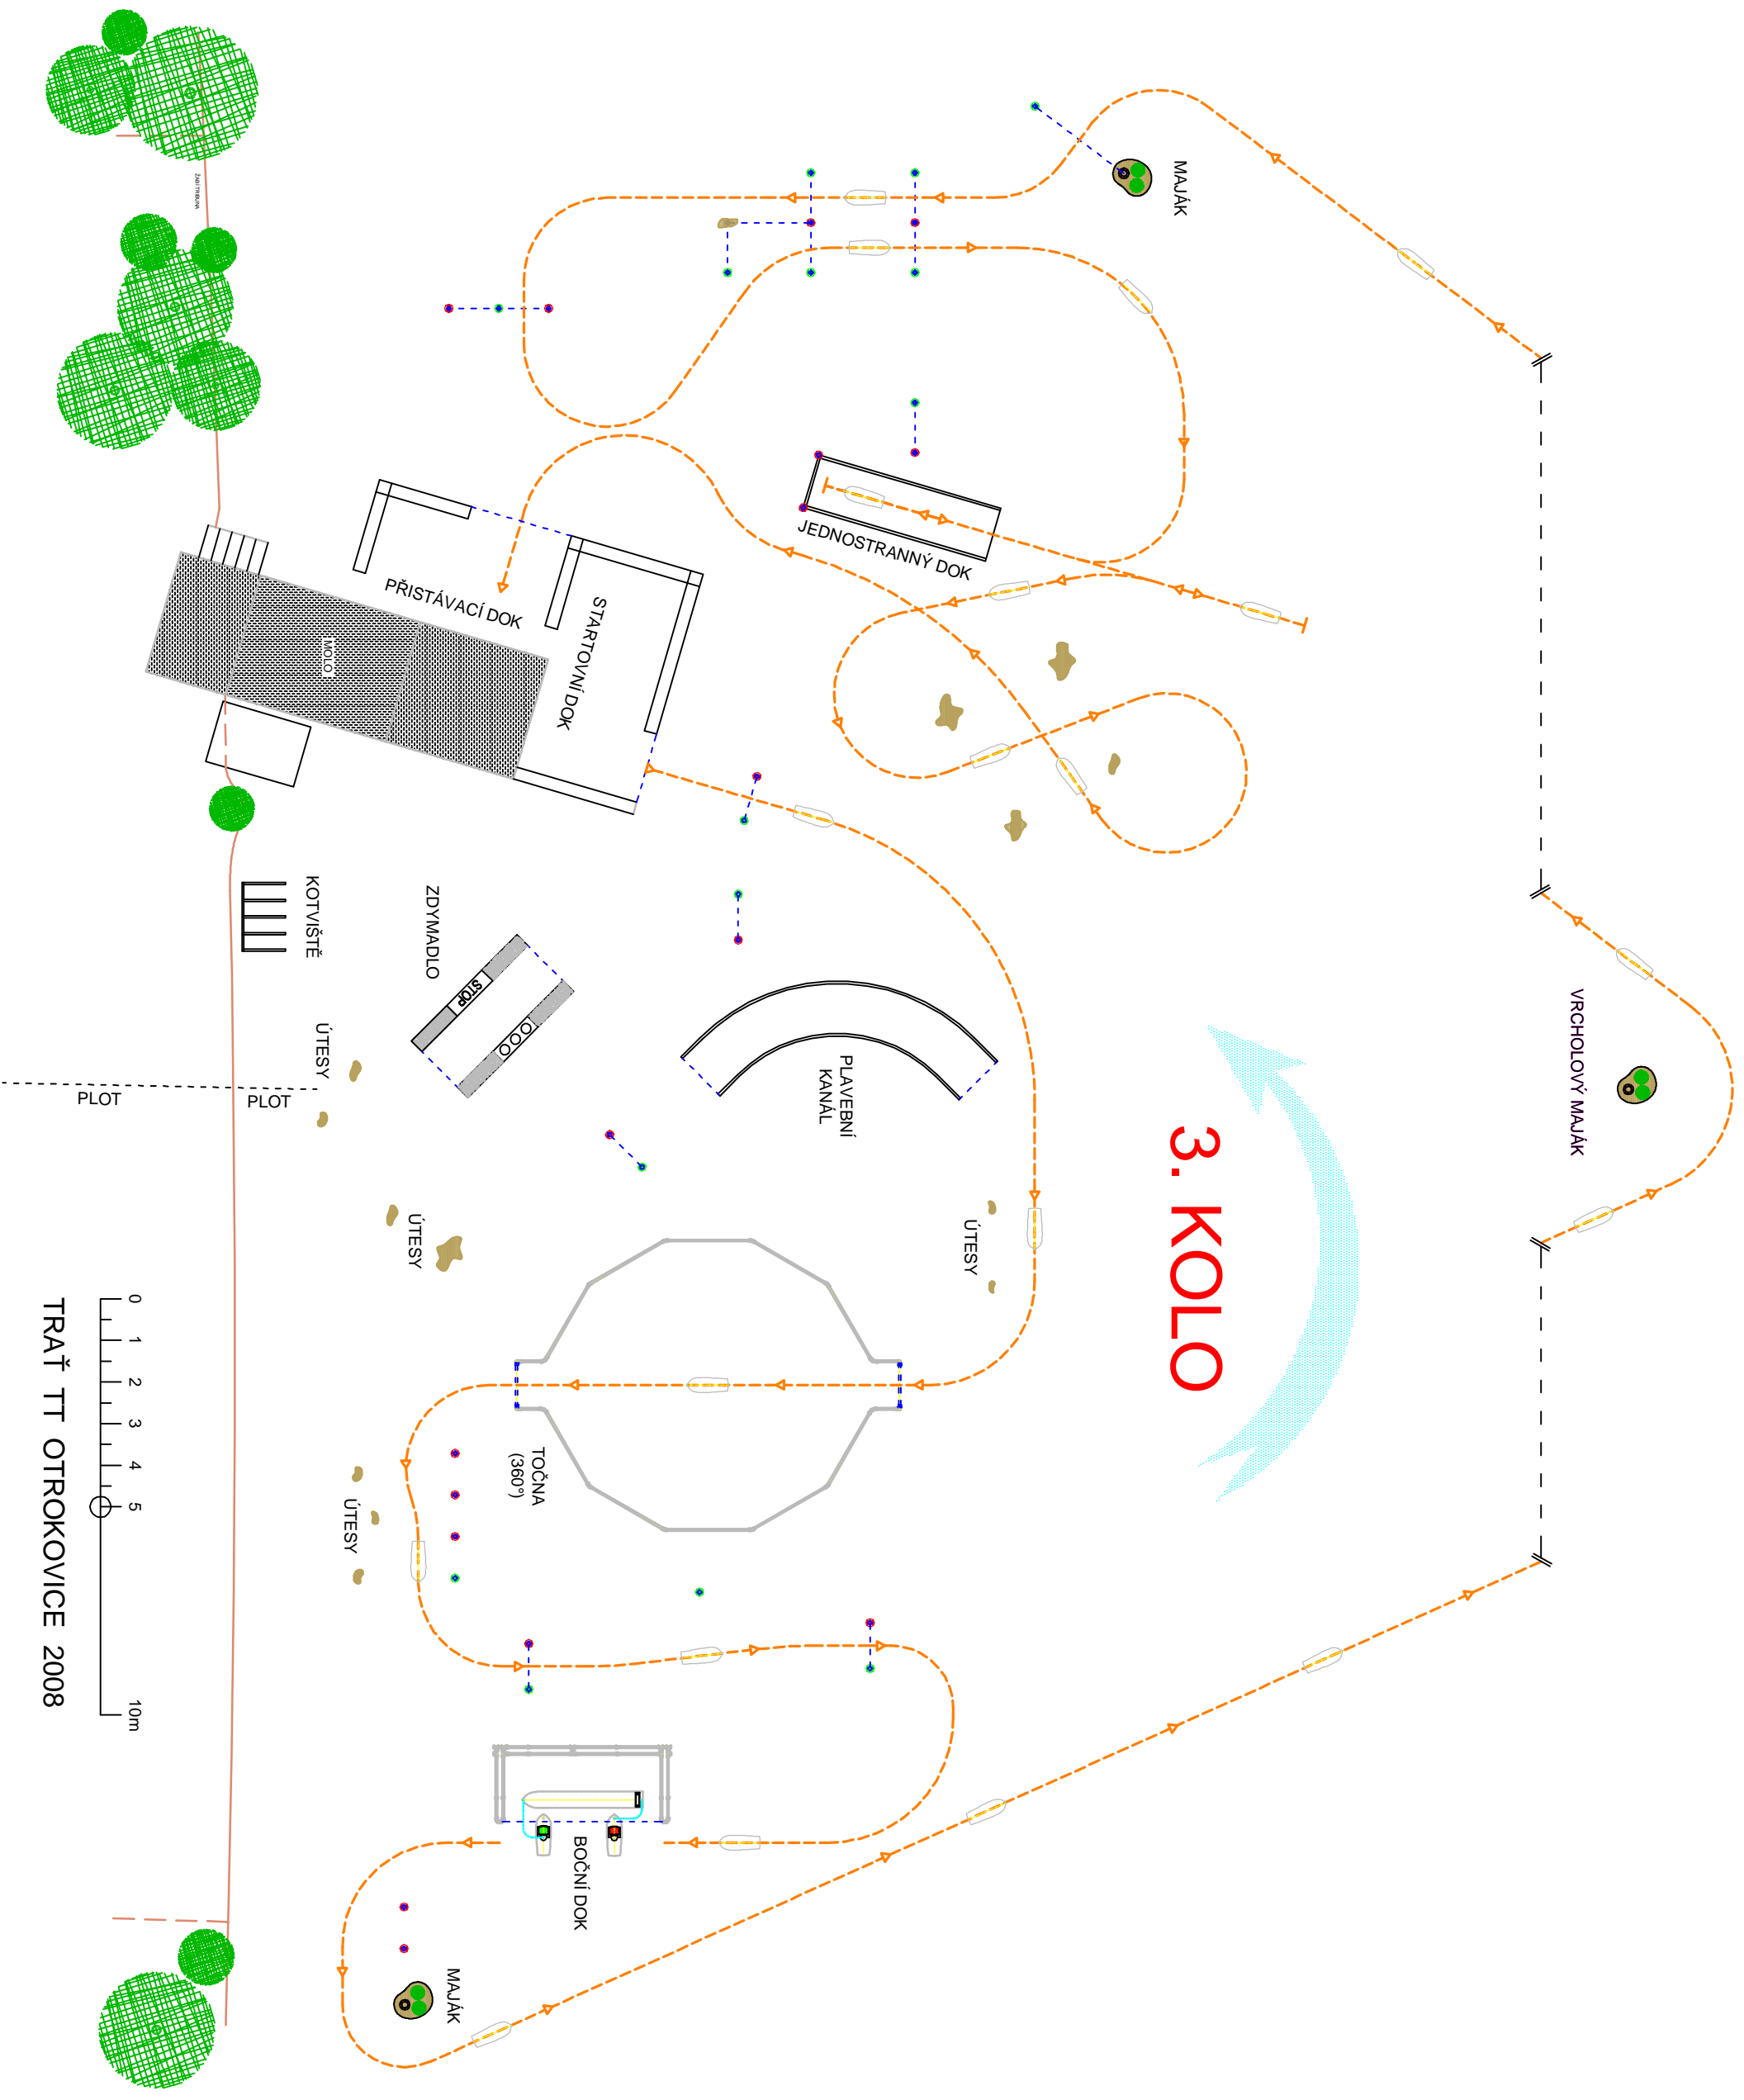 VRCHOLOVÝ MAJÁK
MAJÁK
3. KOLO
JEDNOSTRANNÝ DOK
PŘISTÁVACÍ DOK
STARTOVNÍ DOK
MOLO
ŽABÍ TRIBUNA
ÚTESY
PLAVEBNÍ
KANÁL
ZDYMADLO
STOP
KOTVIŠTĚ
ÚTESY
PLOT
PLOT
ÚTESY
TOČNA
(360°)
ÚTESY
BOČNÍ DOK
MAJÁK
0 1 2 3 4 5 10m
TRAŤ TT OTROKOVICE 2008